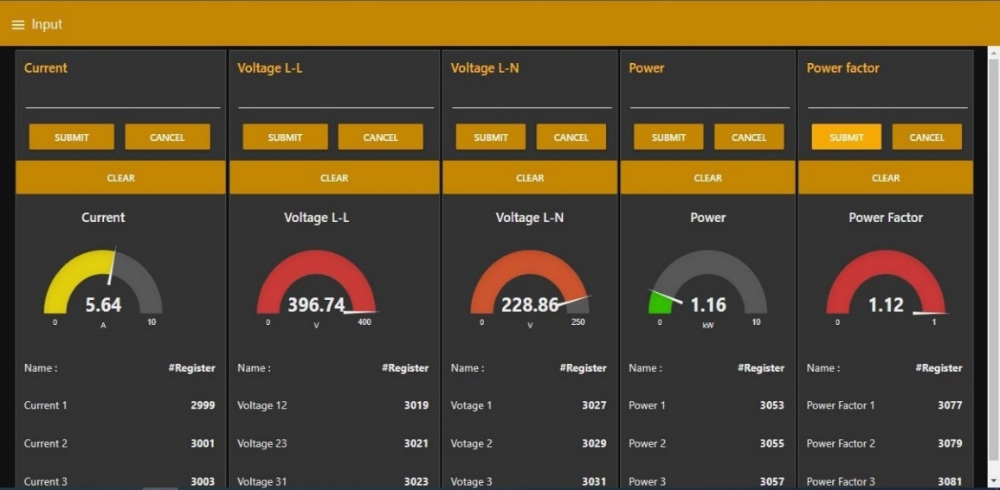 Input
Current
SUBMIT CANCEL
CLEAR
Current
5.64
A
0 10
Name : #Register
Current 1 2999
Current 2 3001
Current 3 3003
Voltage L-L
SUBMIT CANCEL
CLEAR
Voltage L-L
396.74
V
0 400
Name : #Register
Voltage 12 3019
Voltage 23 3021
Voltage 31 3023
Voltage L-N
SUBMIT CANCEL
CLEAR
Voltage L-N
228.86
V
0 250
Name : #Register
Votage 1 3027
Votage 2 3029
Votage 3 3031
Power
SUBMIT CANCEL
CLEAR
Power
1.16
kW
0 10
Name : #Register
Power 1 3053
Power 2 3055
Power 3 3057
Power factor
SUBMIT CANCEL
CLEAR
Power Factor
1.12
0 1
Name : #Register
Power Factor 1 3077
Power Factor 2 3079
Power Factor 3 3081